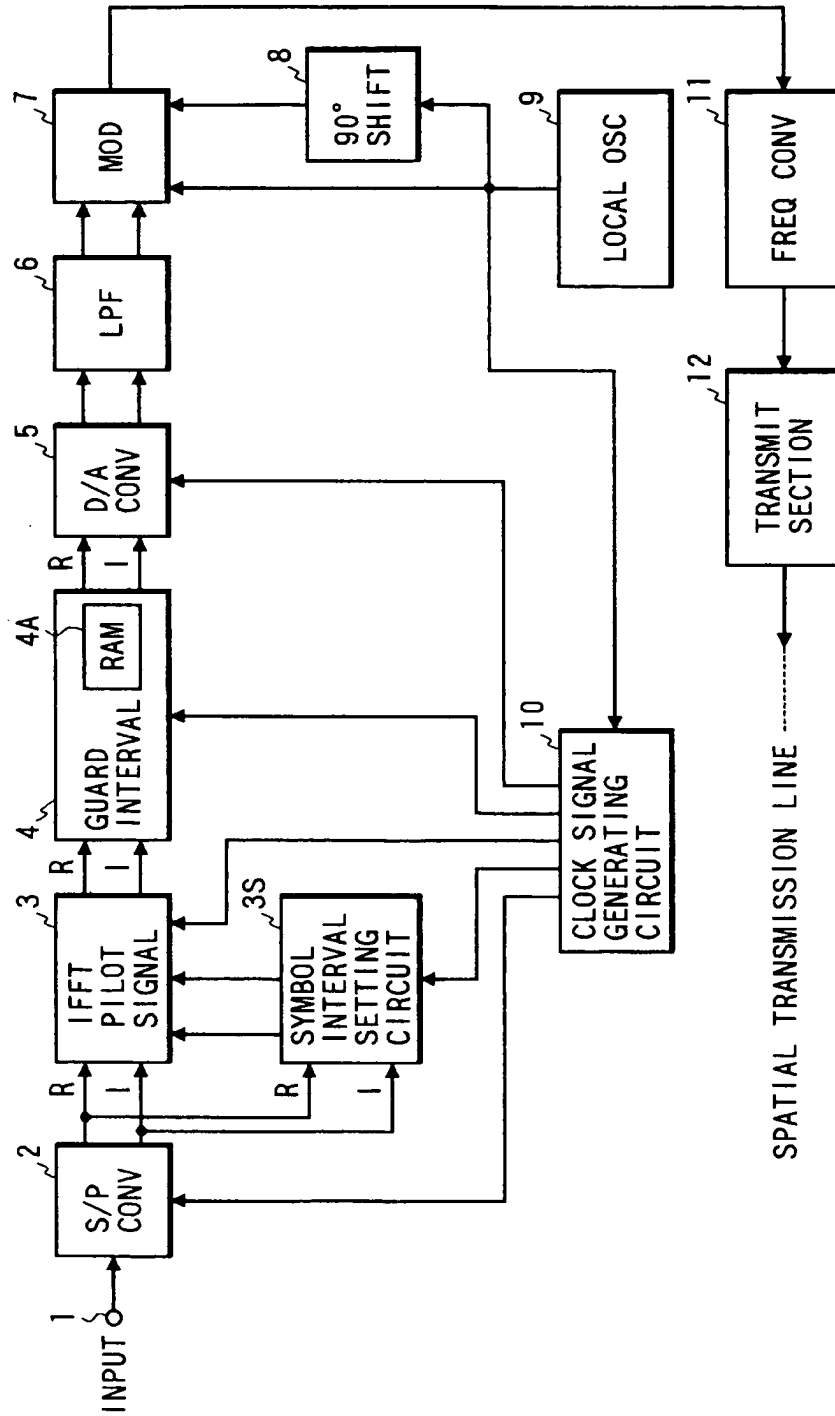 INPUT
1
2
S/P
CONV
R
I
R
I
3
IFFT
PILOT
SIGNAL
3S
SYMBOL
INTERVAL
SETTING
CIRCUIT
R
I
4
GUARD
INTERVAL
4A
RAM
R
I
5
D/A
CONV
6
LPF
7
MOD
8
90°
SHIFT
9
LOCAL OSC
10
CLOCK SIGNAL
GENERATING
CIRCUIT
11
FREQ CONV
12
TRANSMIT
SECTION
SPATIAL TRANSMISSION LINE